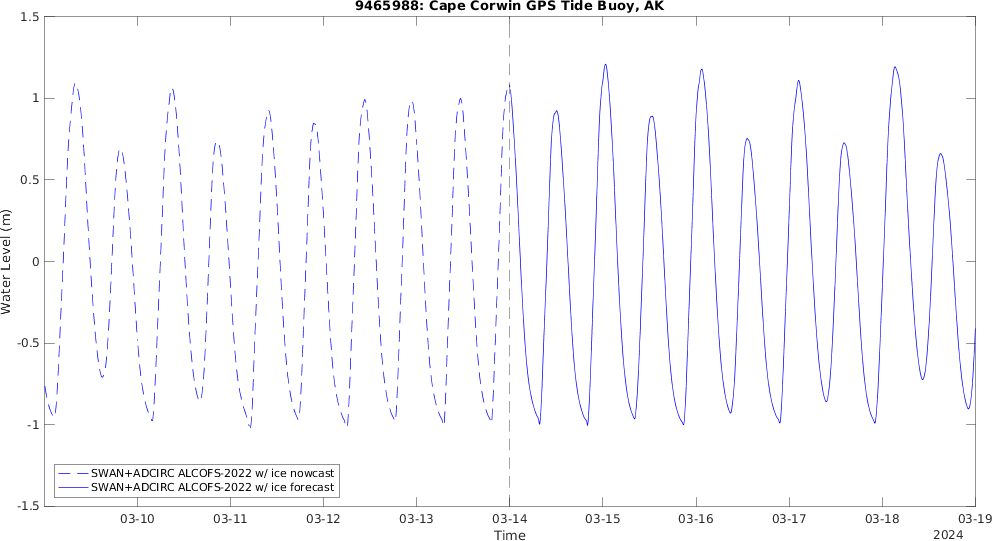 9465988: Cape Corwin GPS Tide Buoy, AK
1.5
1
0.5
0
-0.5
-1
-1.5
Water Level (m)
SWAN+ADCIRC ALCOFS-2022 w/ ice nowcast
SWAN+ADCIRC ALCOFS-2022 w/ ice forecast
03-10 03-11 03-12 03-13 03-14 03-15 03-16 03-17 03-18 03-19
Time
2024